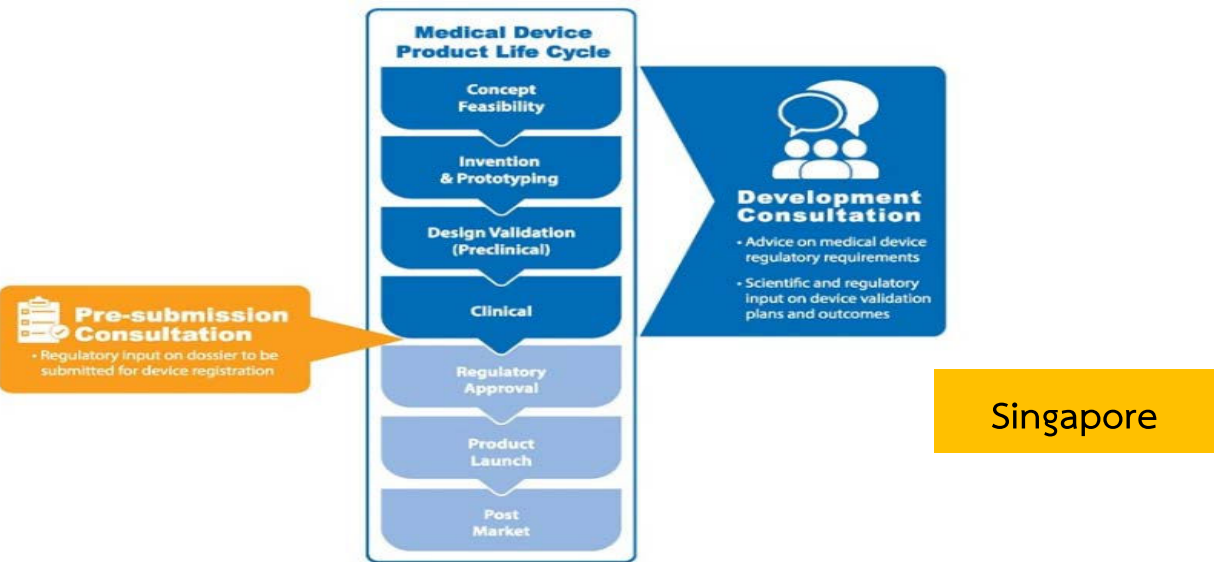 Medical Device
Product Life Cycle
Concept
Feasibility
Invention
& Prototyping
Design Validation
(Preclinical)
Clinical
Regulatory
Approval
Product
Launch
Post
Market
Pre-submission
Consultation
• Regulatory input on dossier to be
submitted for device registration
Development
Consultation
• Advice on medical device
regulatory requirements
• Scientific and regulatory
input on device validation
plans and outcomes
Singapore